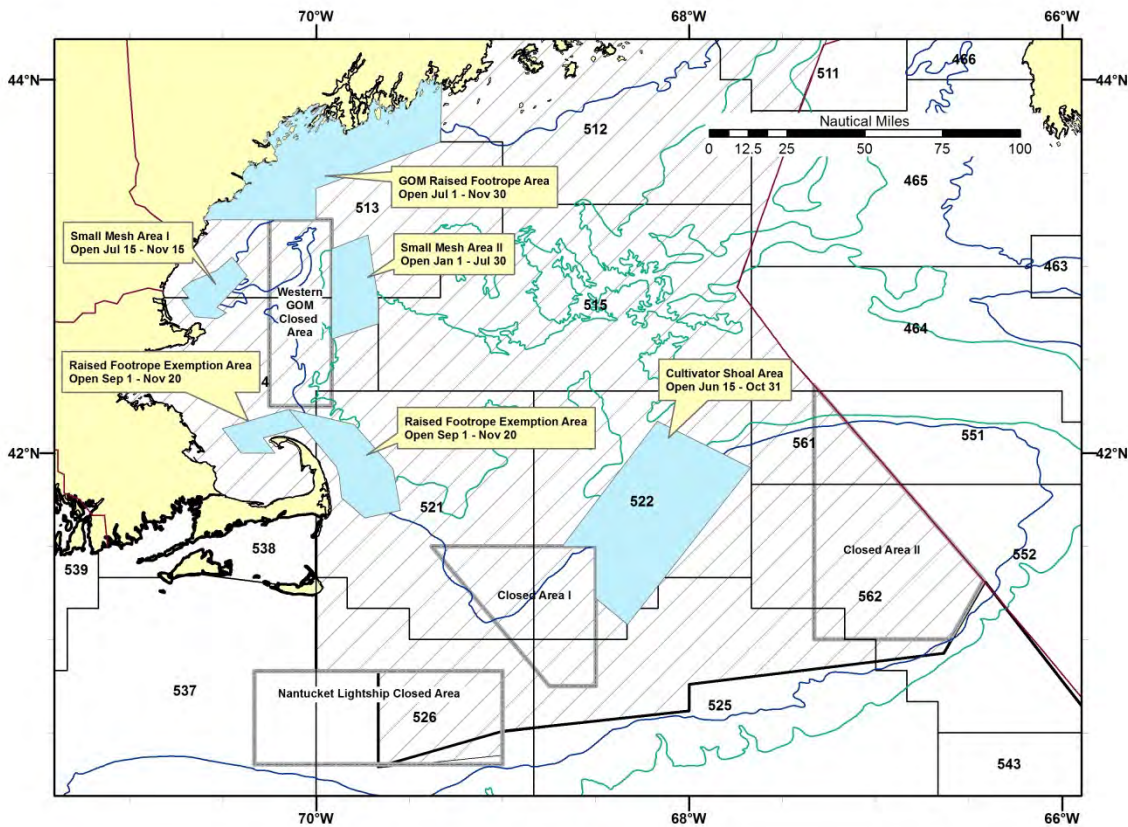 70°W
68°W
66°W
44°N
44°N
466
511
512
Nautical Miles
0 12.5 25 50 75 100
465
GOM Raised Footrope Area
Open Jul 1 - Nov 30
513
Small Mesh Area I
Open Jul 15 - Nov 15
Small Mesh Area II
Open Jan 1 - Jul 30
463
Western
GOM
Closed
Area
515
464
Raised Footrope Exemption Area
Open Sep 1 - Nov 20
4
Cultivator Shoal Area
Open Jun 15 - Oct 31
Raised Footrope Exemption Area
Open Sep 1 - Nov 20
561
551
42°N
42°N
521
522
538
539
Closed Area II
552
Closed Area I
562
537
Nantucket Lightship Closed Area
526
525
543
70°W
68°W
66°W